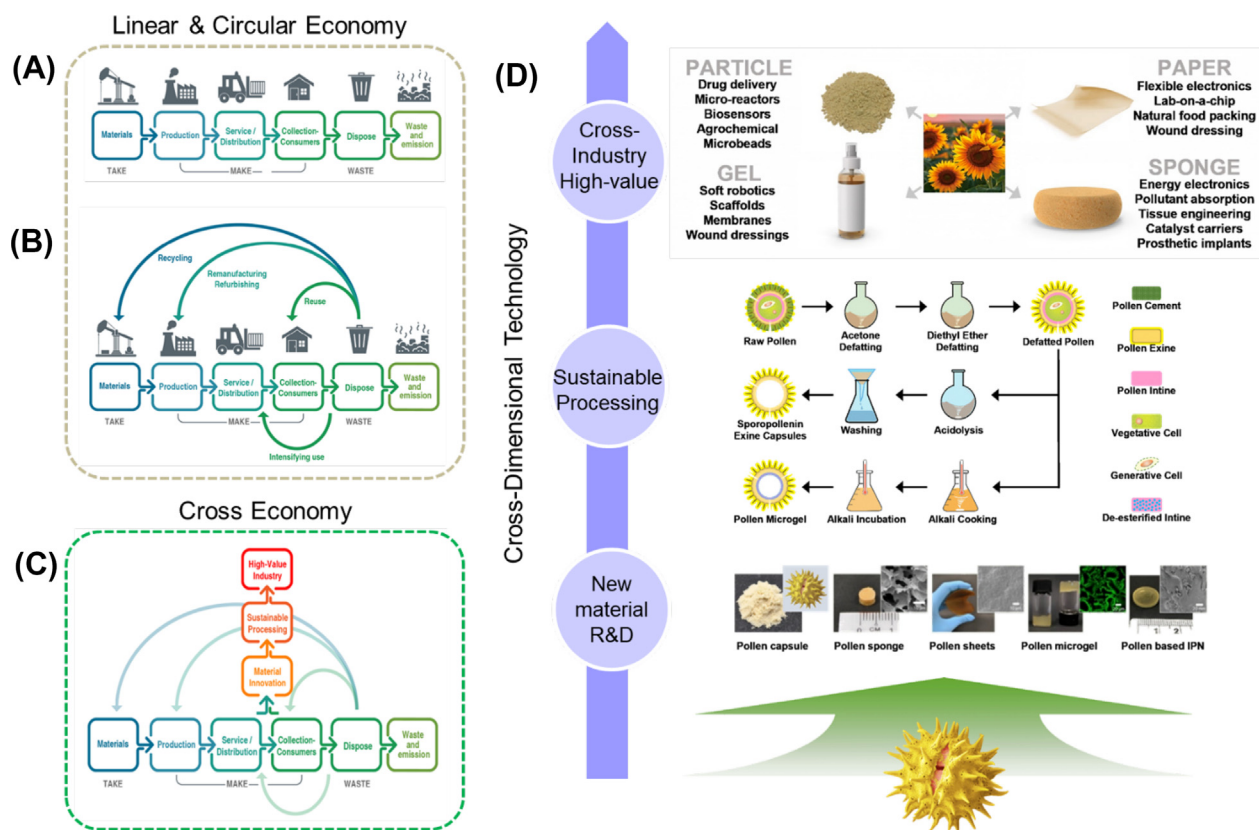 Linear & Circular Economy
(A)
Materials
Production
Service /
Distribution
Collection-
Consumers
Dispose
Waste
and
emission
TAKE
MAKE
WASTE
(B)
Recycling
Remanufacturing
Refurbishing
Reuse
Materials
Production
Service /
Distribution
Collection-
Consumers
Dispose
Waste
and
emission
TAKE
MAKE
WASTE
Intensifying use
Cross Economy
(C)
High-Value
Industry
Sustainable
Processing
Material
Innovation
Materials
Production
Service /
Distribution
Collection-
Consumers
Dispose
Waste
and
emission
TAKE
MAKE
WASTE
(D)
Cross-Dimensional Technology
Cross-
Industry
High-value
PARTICLE
Drug delivery
Micro-reactors
Biosensors
Agrochemical
Microbeads
GEL
Soft robotics
Scaffolds
Membranes
Wound dressings
PAPER
Flexible electronics
Lab-on-a-chip
Natural food packing
Wound dressing
SPONGE
Energy electronics
Pollutant absorption
Tissue engineering
Catalyst carriers
Prosthetic implants
Sustainable
Processing
Raw Pollen
Acetone
Defatting
Diethyl Ether
Defatting
Defatted Pollen
Sporopollenin
Exine Capsules
Washing
Acidolysis
Pollen Microgel
Alkali Incubation
Alkali Cooking
Pollen Cement
Pollen Exine
Pollen Intine
Vegetative Cell
Generative Cell
De-esterified Intine
New
material
R&D
CM
1
2
Pollen capsule
Pollen sponge
Pollen sheets
Pollen microgel
Pollen based IPN